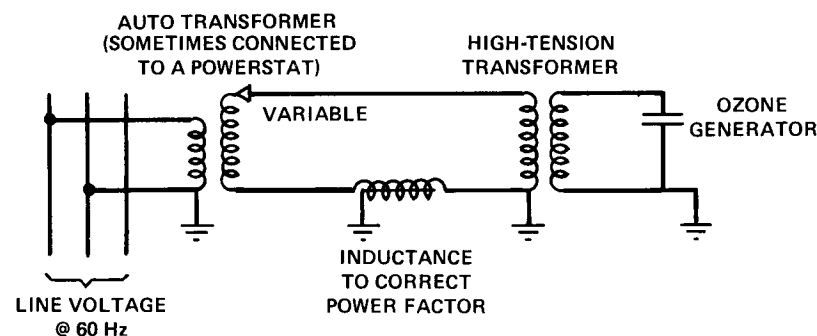 AUTO TRANSFORMER
(SOMETIMES CONNECTED
TO A POWERSTAT)
HIGH-TENSION
TRANSFORMER
VARIABLE
OZONE
GENERATOR
INDUCTANCE
TO CORRECT
POWER FACTOR
LINE VOLTAGE
@ 60 Hz